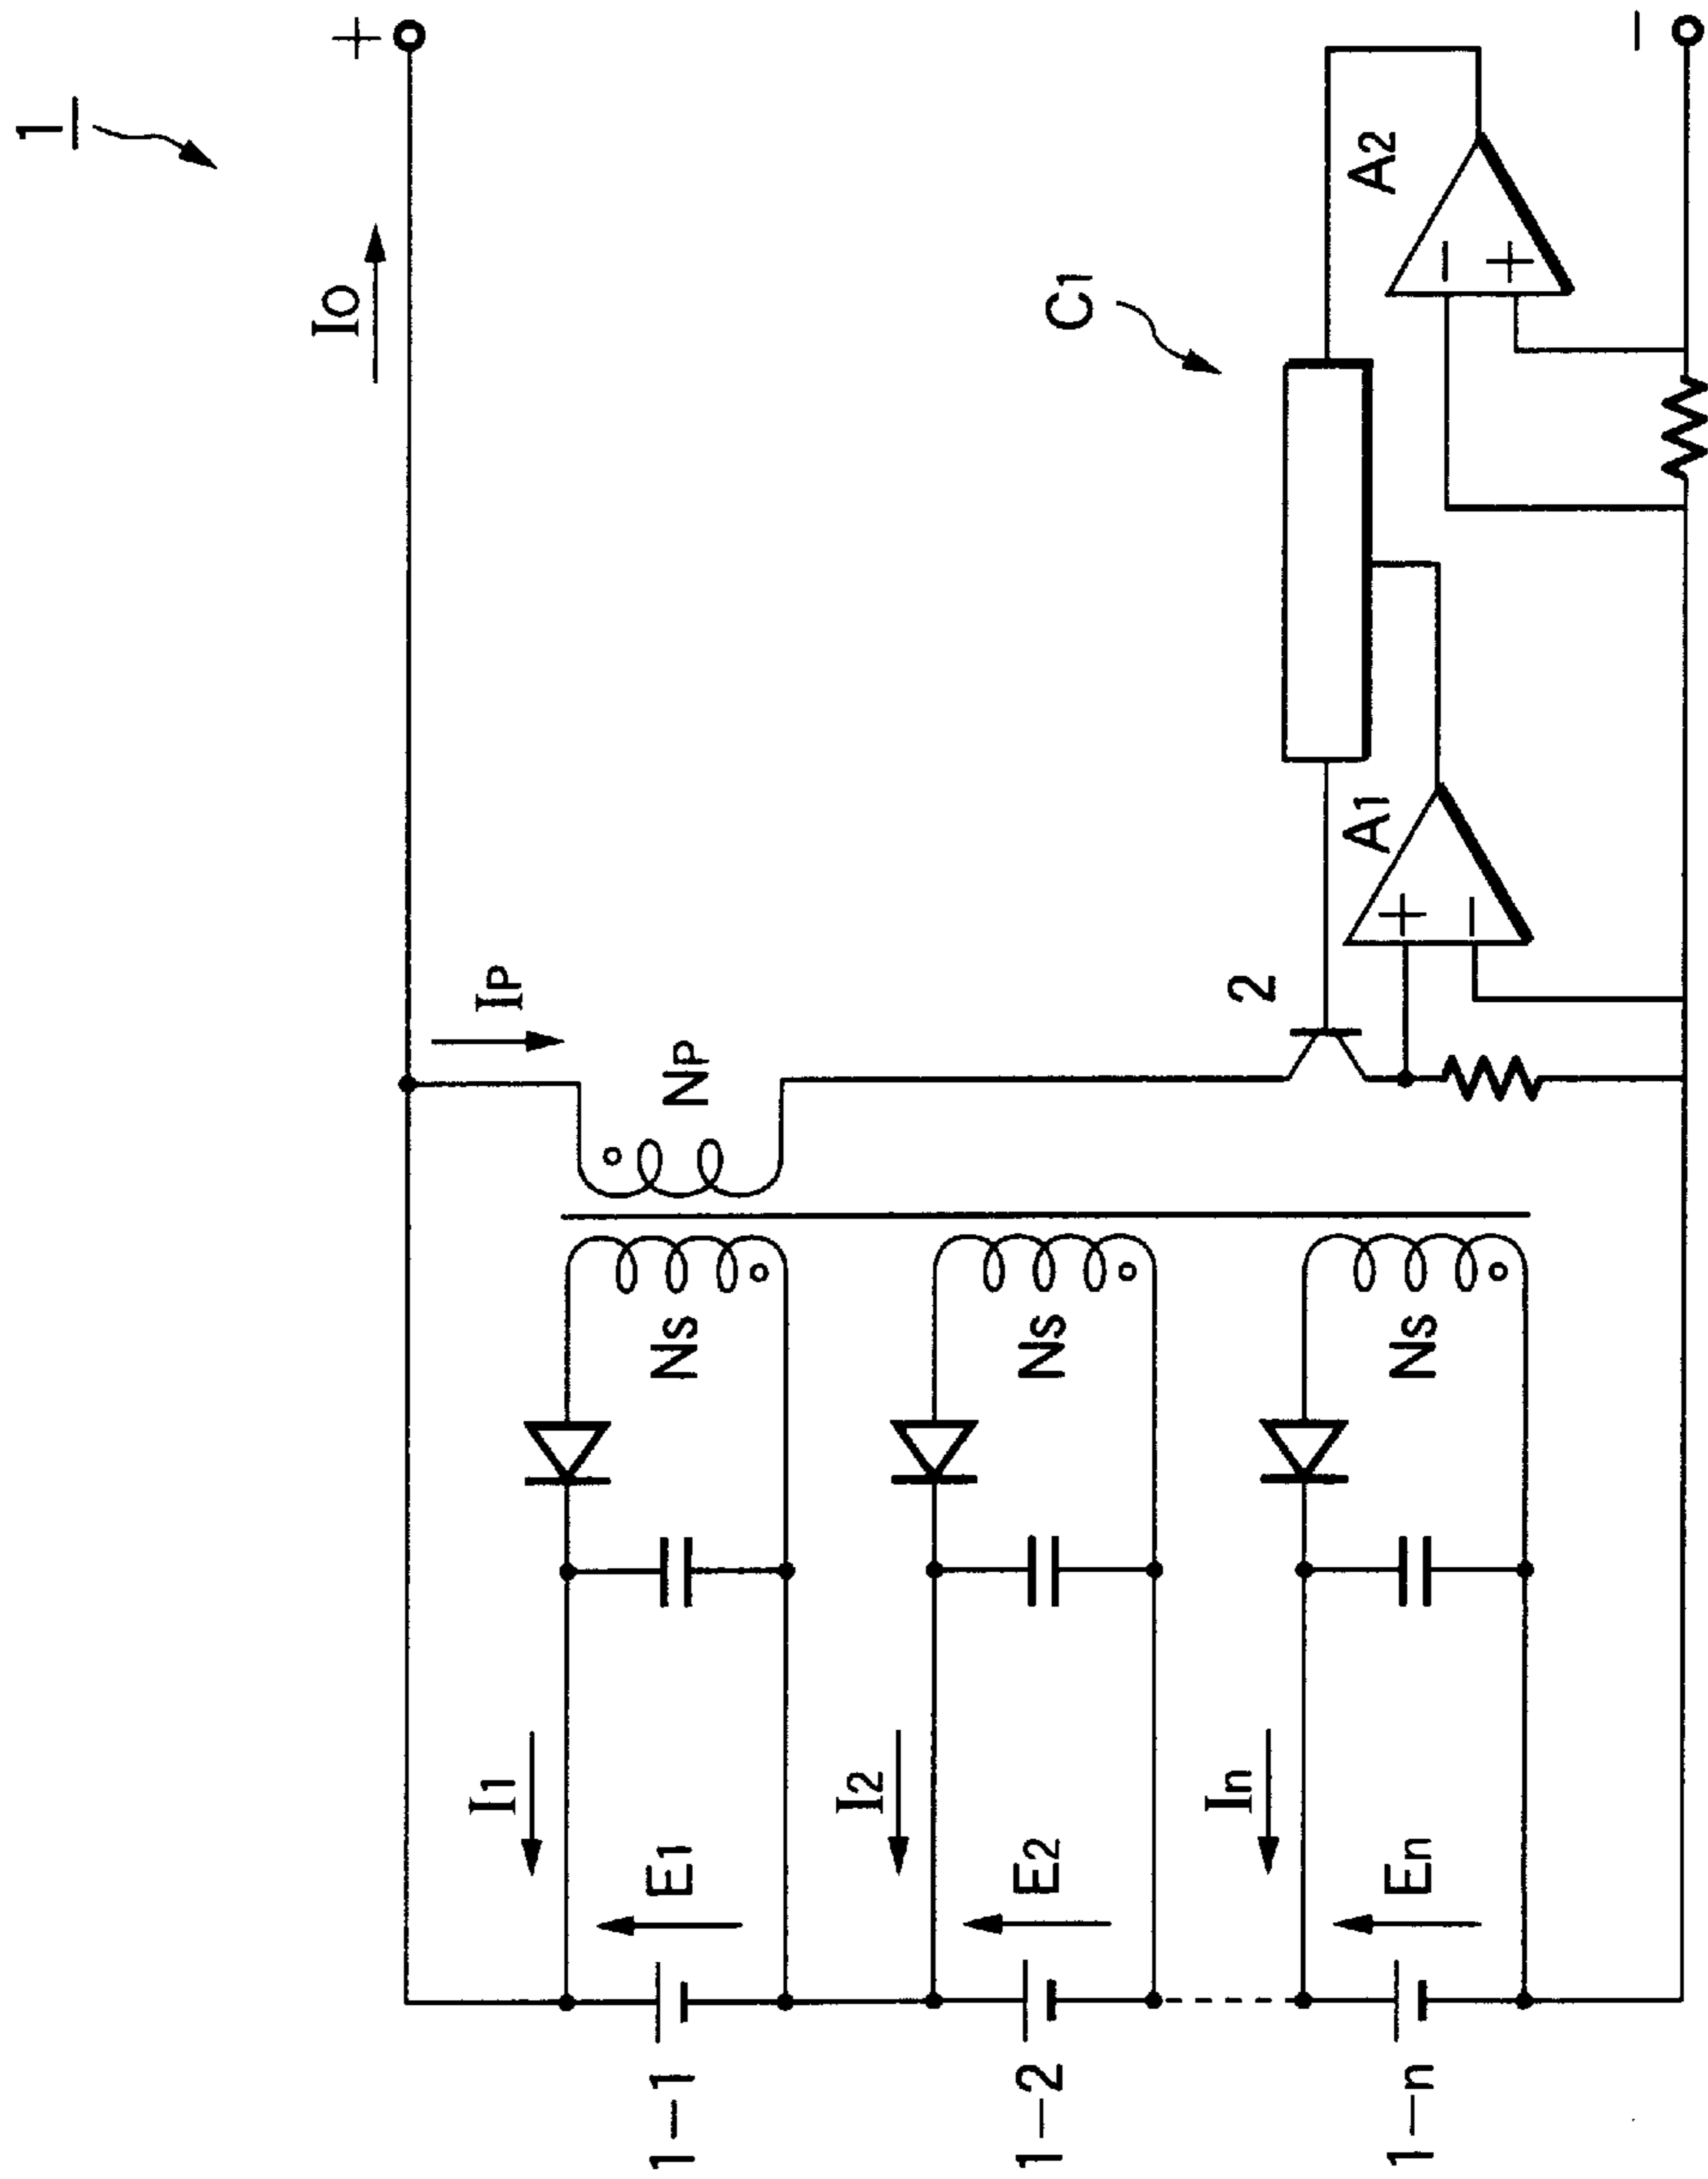 1
+
IO
−
A2
− +
C1
A1
+ −
2
IP
NP
Ns
Ns
Ns
I1
I2
In
E1
E2
En
1−1
1−2
1−n